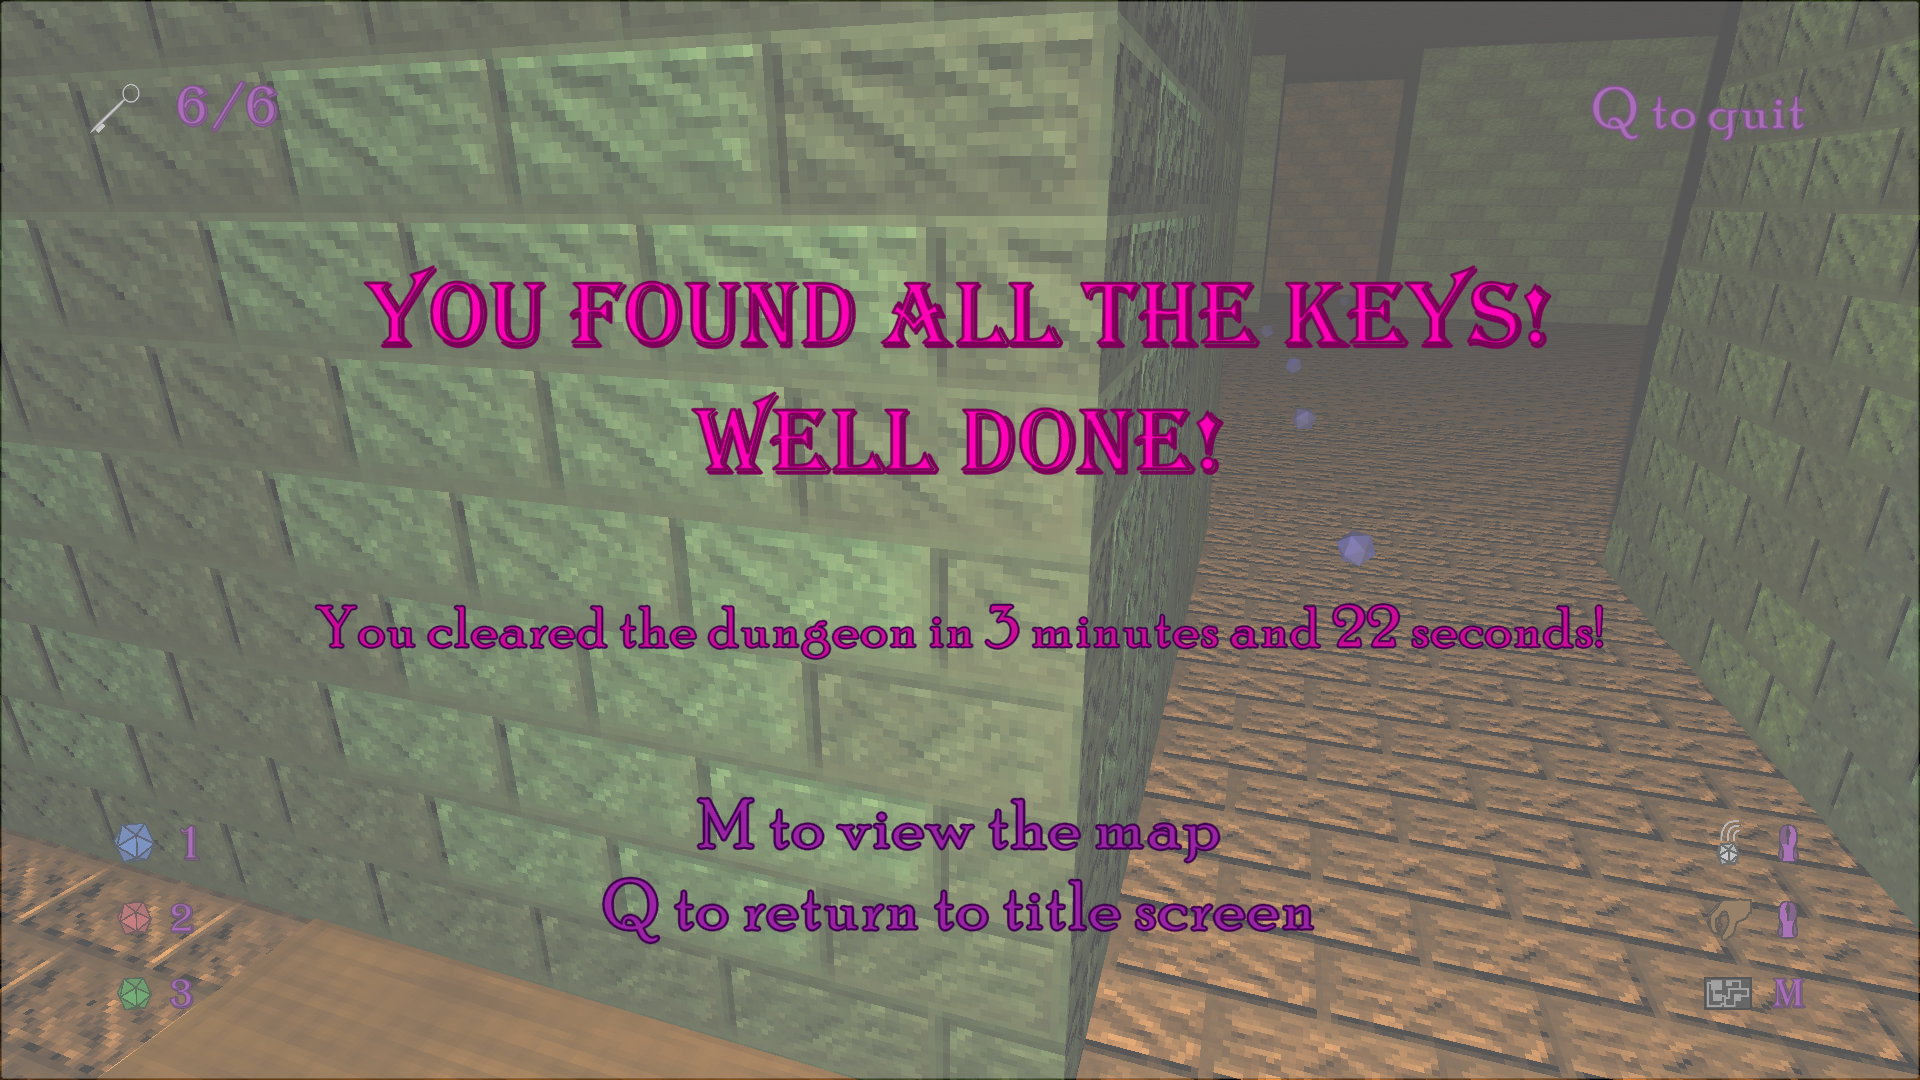 6/6
Q to quit
YOU FOUND ALL THE KEYS!
WELL DONE!
You cleared the dungeon in 3 minutes and 22 seconds!
M to view the map
Q to return to title screen
1
2
3
M